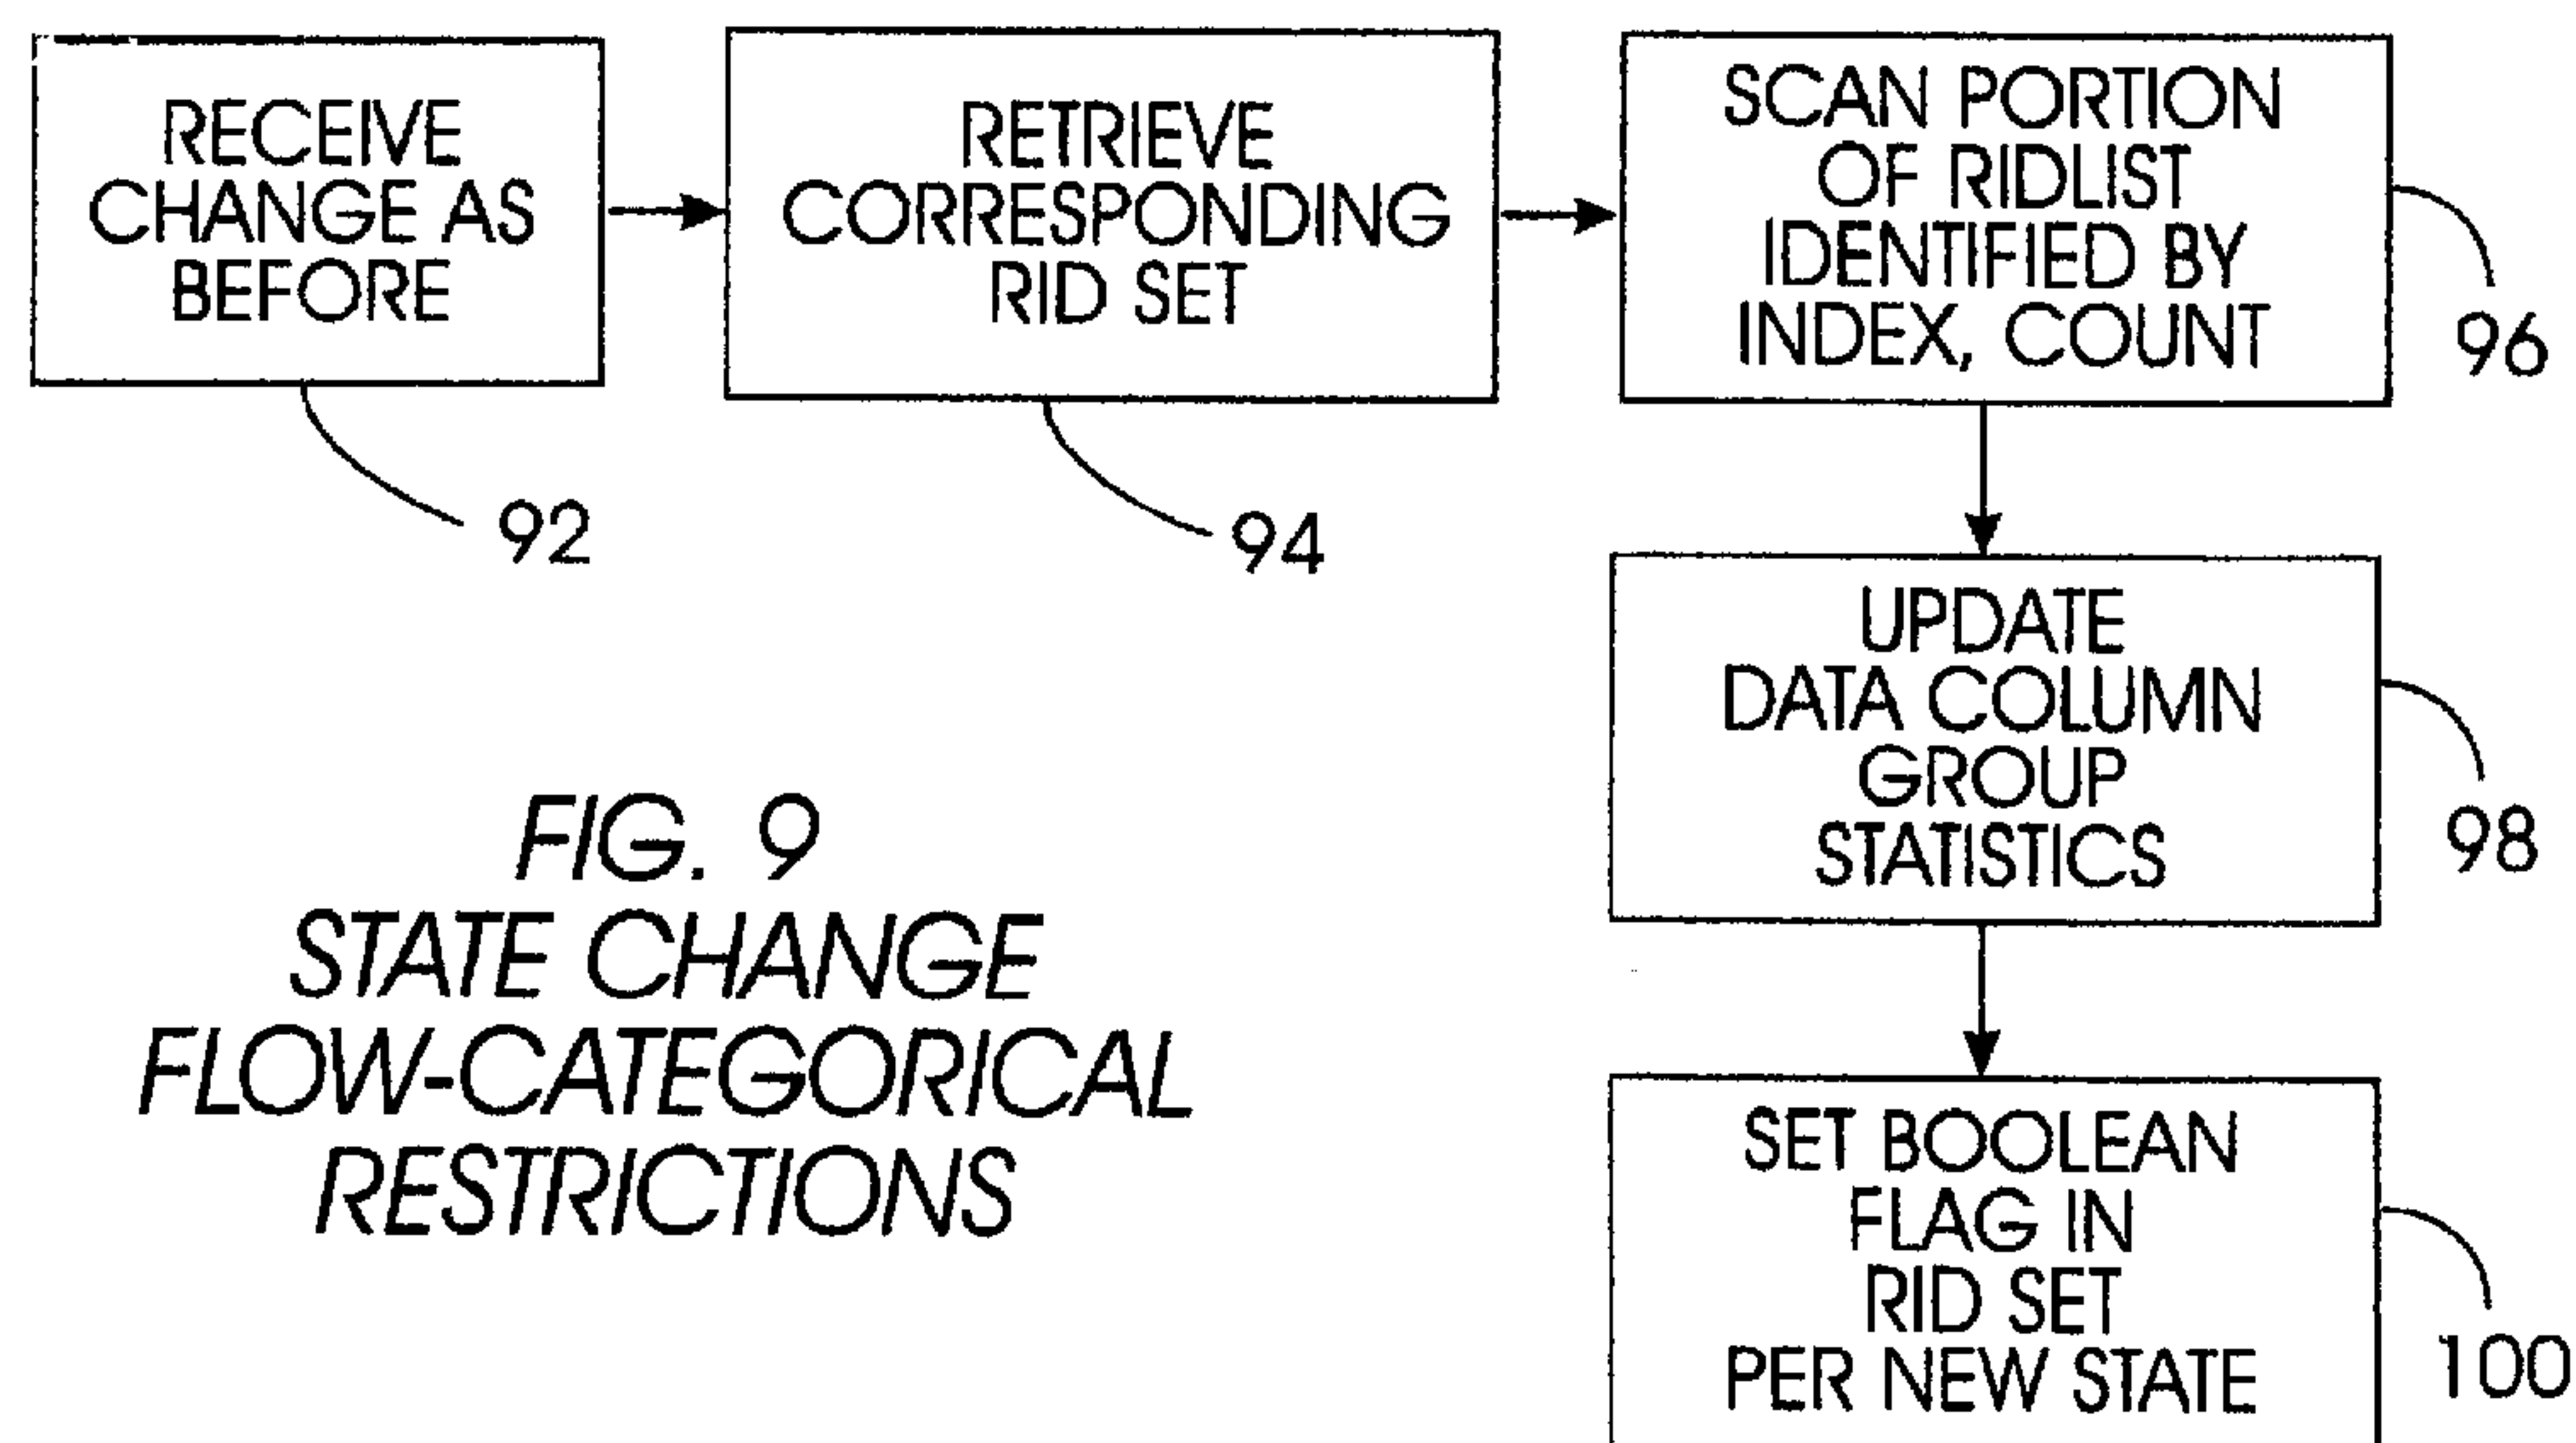 RECEIVE
CHANGE AS
BEFORE
92
RETRIEVE
CORRESPONDING
RID SET
94
SCAN PORTION
OF RIDLIST
IDENTIFIED BY
INDEX, COUNT
96
UPDATE
DATA COLUMN
GROUP
STATISTICS
98
SET BOOLEAN
FLAG IN
RID SET
PER NEW STATE
100
FIG. 9
STATE CHANGE
FLOW-CATEGORICAL
RESTRICTIONS